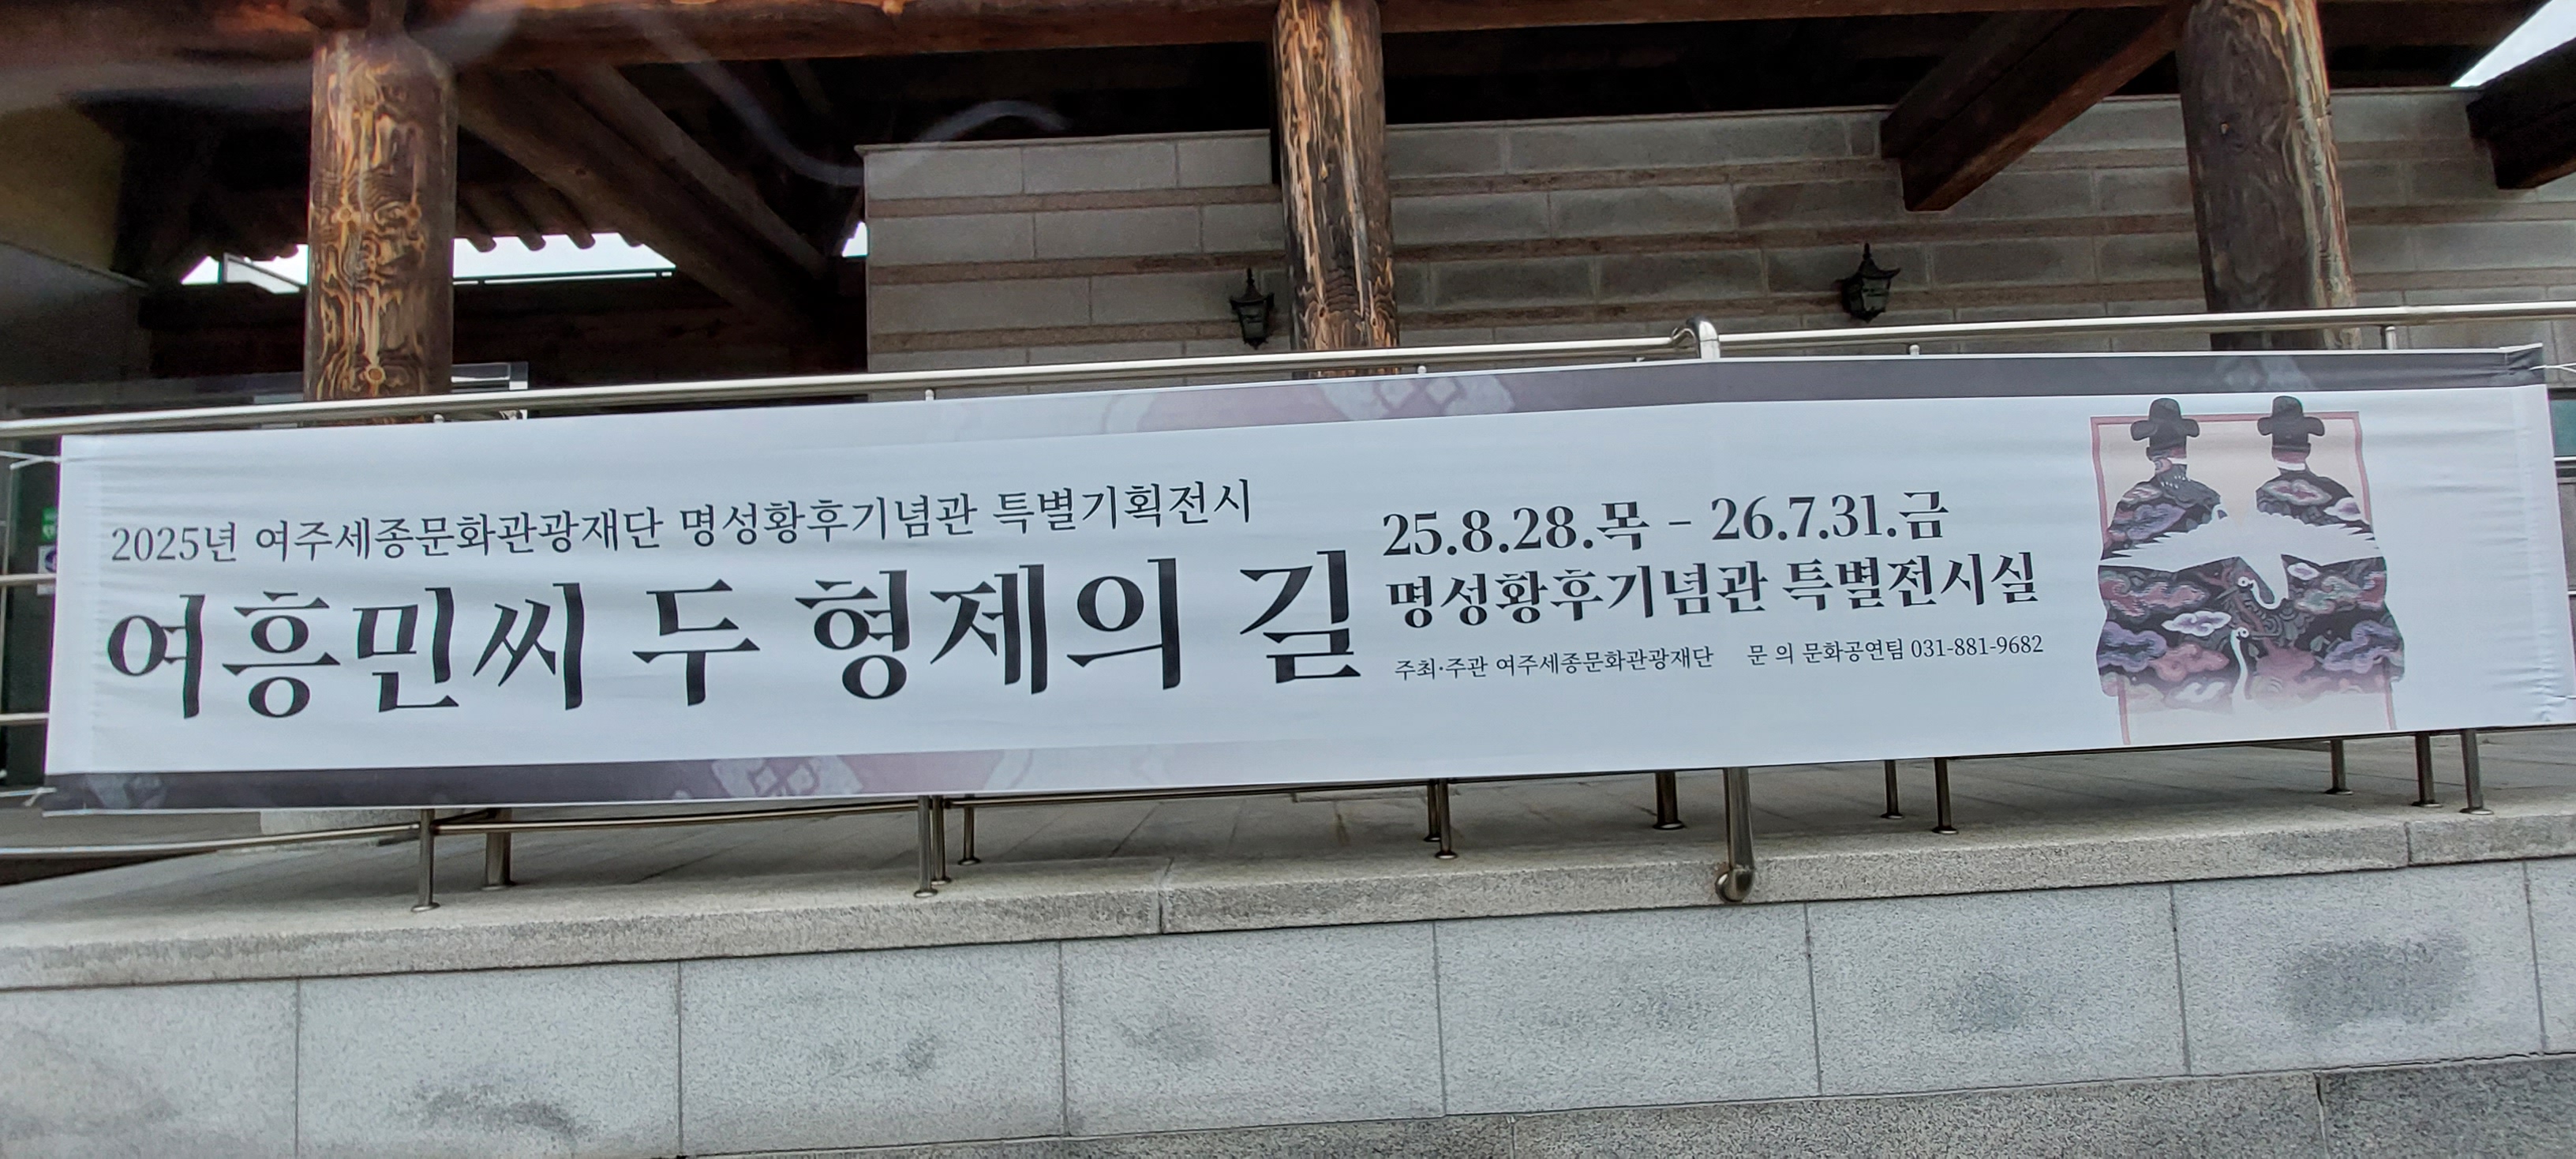 2025년 여주세종문화관광재단 명성황후기념관 특별기획전시
여흥민씨 두 형제의 길
25.8.28.목 - 26.7.31.금
명성황후기념관 특별전시실
주최·주관 여주세종문화관광재단 문 의 문화공연팀 031-881-9682